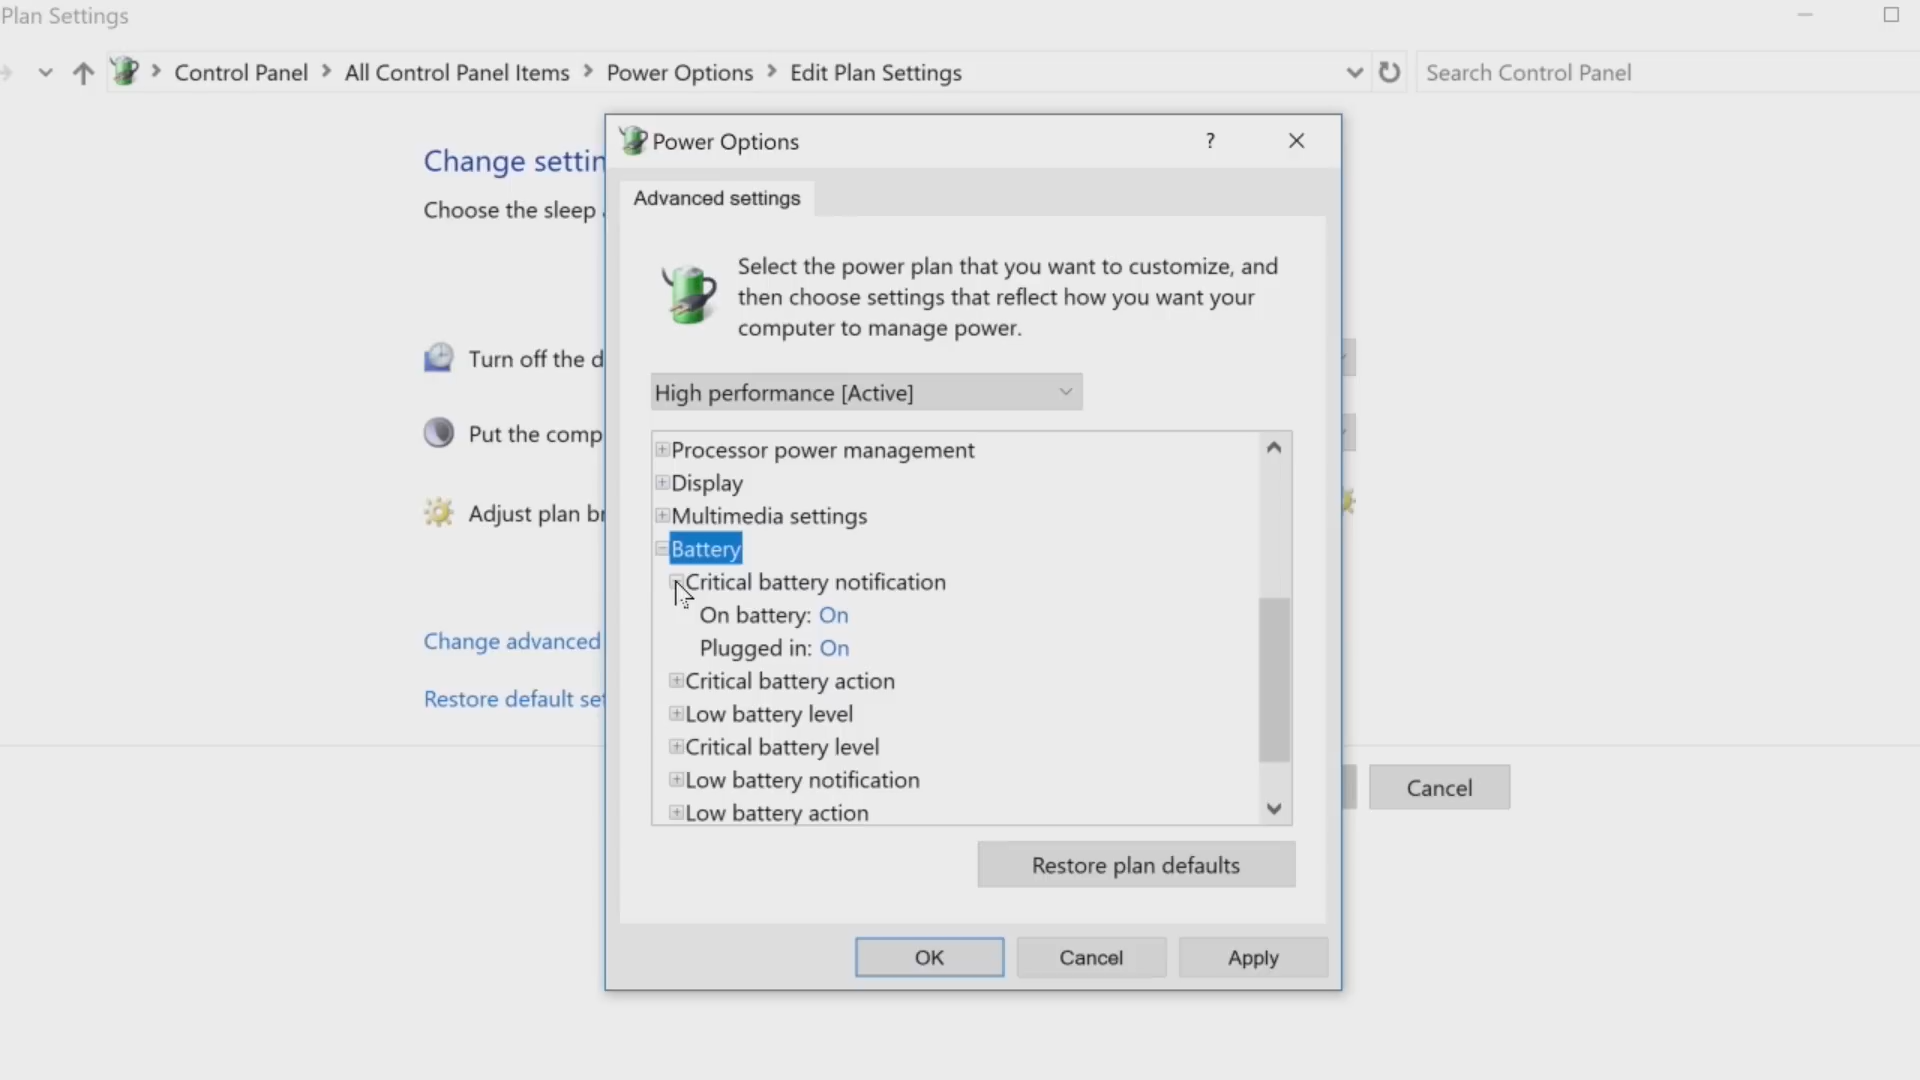 Plan Settings
Control Panel > All Control Panel Items > Power Options > Edit Plan Settings
Search Control Panel
Change settin
Choose the sleep
Turn off the d
Put the comp
Adjust plan br
Change advanced
Restore default set
Cancel
Power Options
?
Advanced settings
Select the power plan that you want to customize, and
then choose settings that reflect how you want your
computer to manage power.
High performance [Active]
Processor power management
Display
Multimedia settings
Battery
Critical battery notification
On battery: On
Plugged in: On
Critical battery action
Low battery level
Critical battery level
Low battery notification
Low battery action
Restore plan defaults
OK
Cancel
Apply